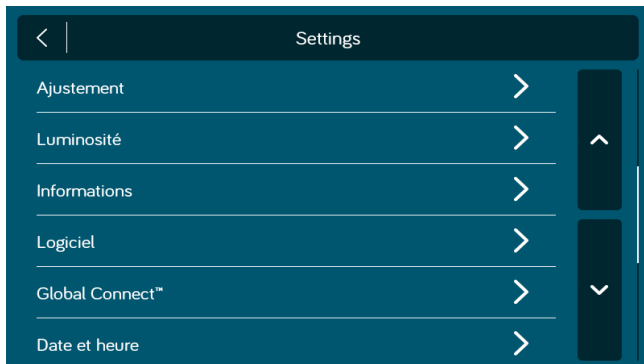 Settings
Ajustement
Luminosité
Informations
Logiciel
Global Connect™
Date et heure